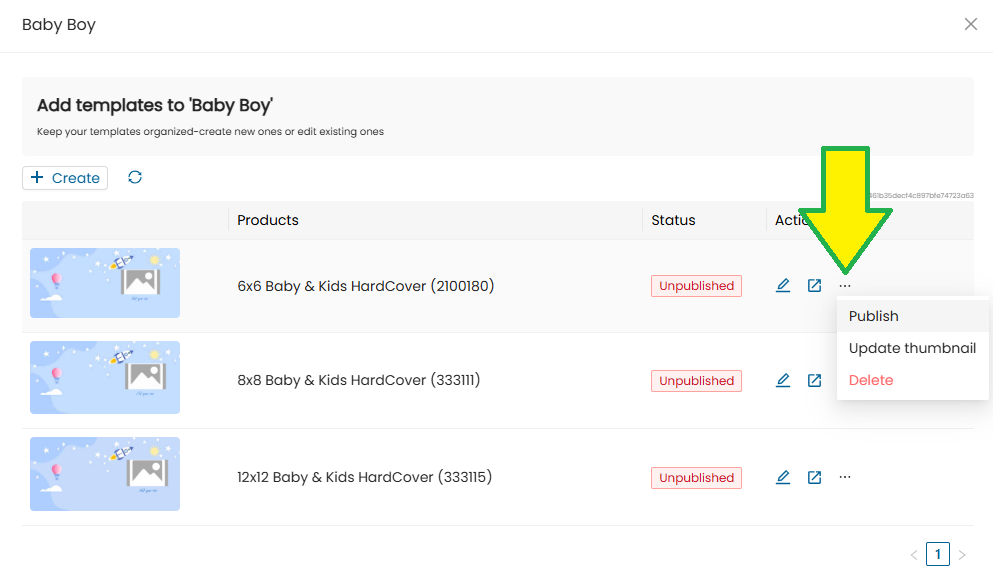 Baby Boy
Add templates to 'Baby Boy'
Keep your templates organized-create new ones or edit existing ones
Create
461b35decf4c897bfe74723a63
Products Status Actio
6x6 Baby & Kids HardCover (2100180) Unpublished ...
Publish
Update thumbnail
8x8 Baby & Kids HardCover (333111) Unpublished
Delete
12x12 Baby & Kids HardCover (333115) Unpublished ...
< 1 >